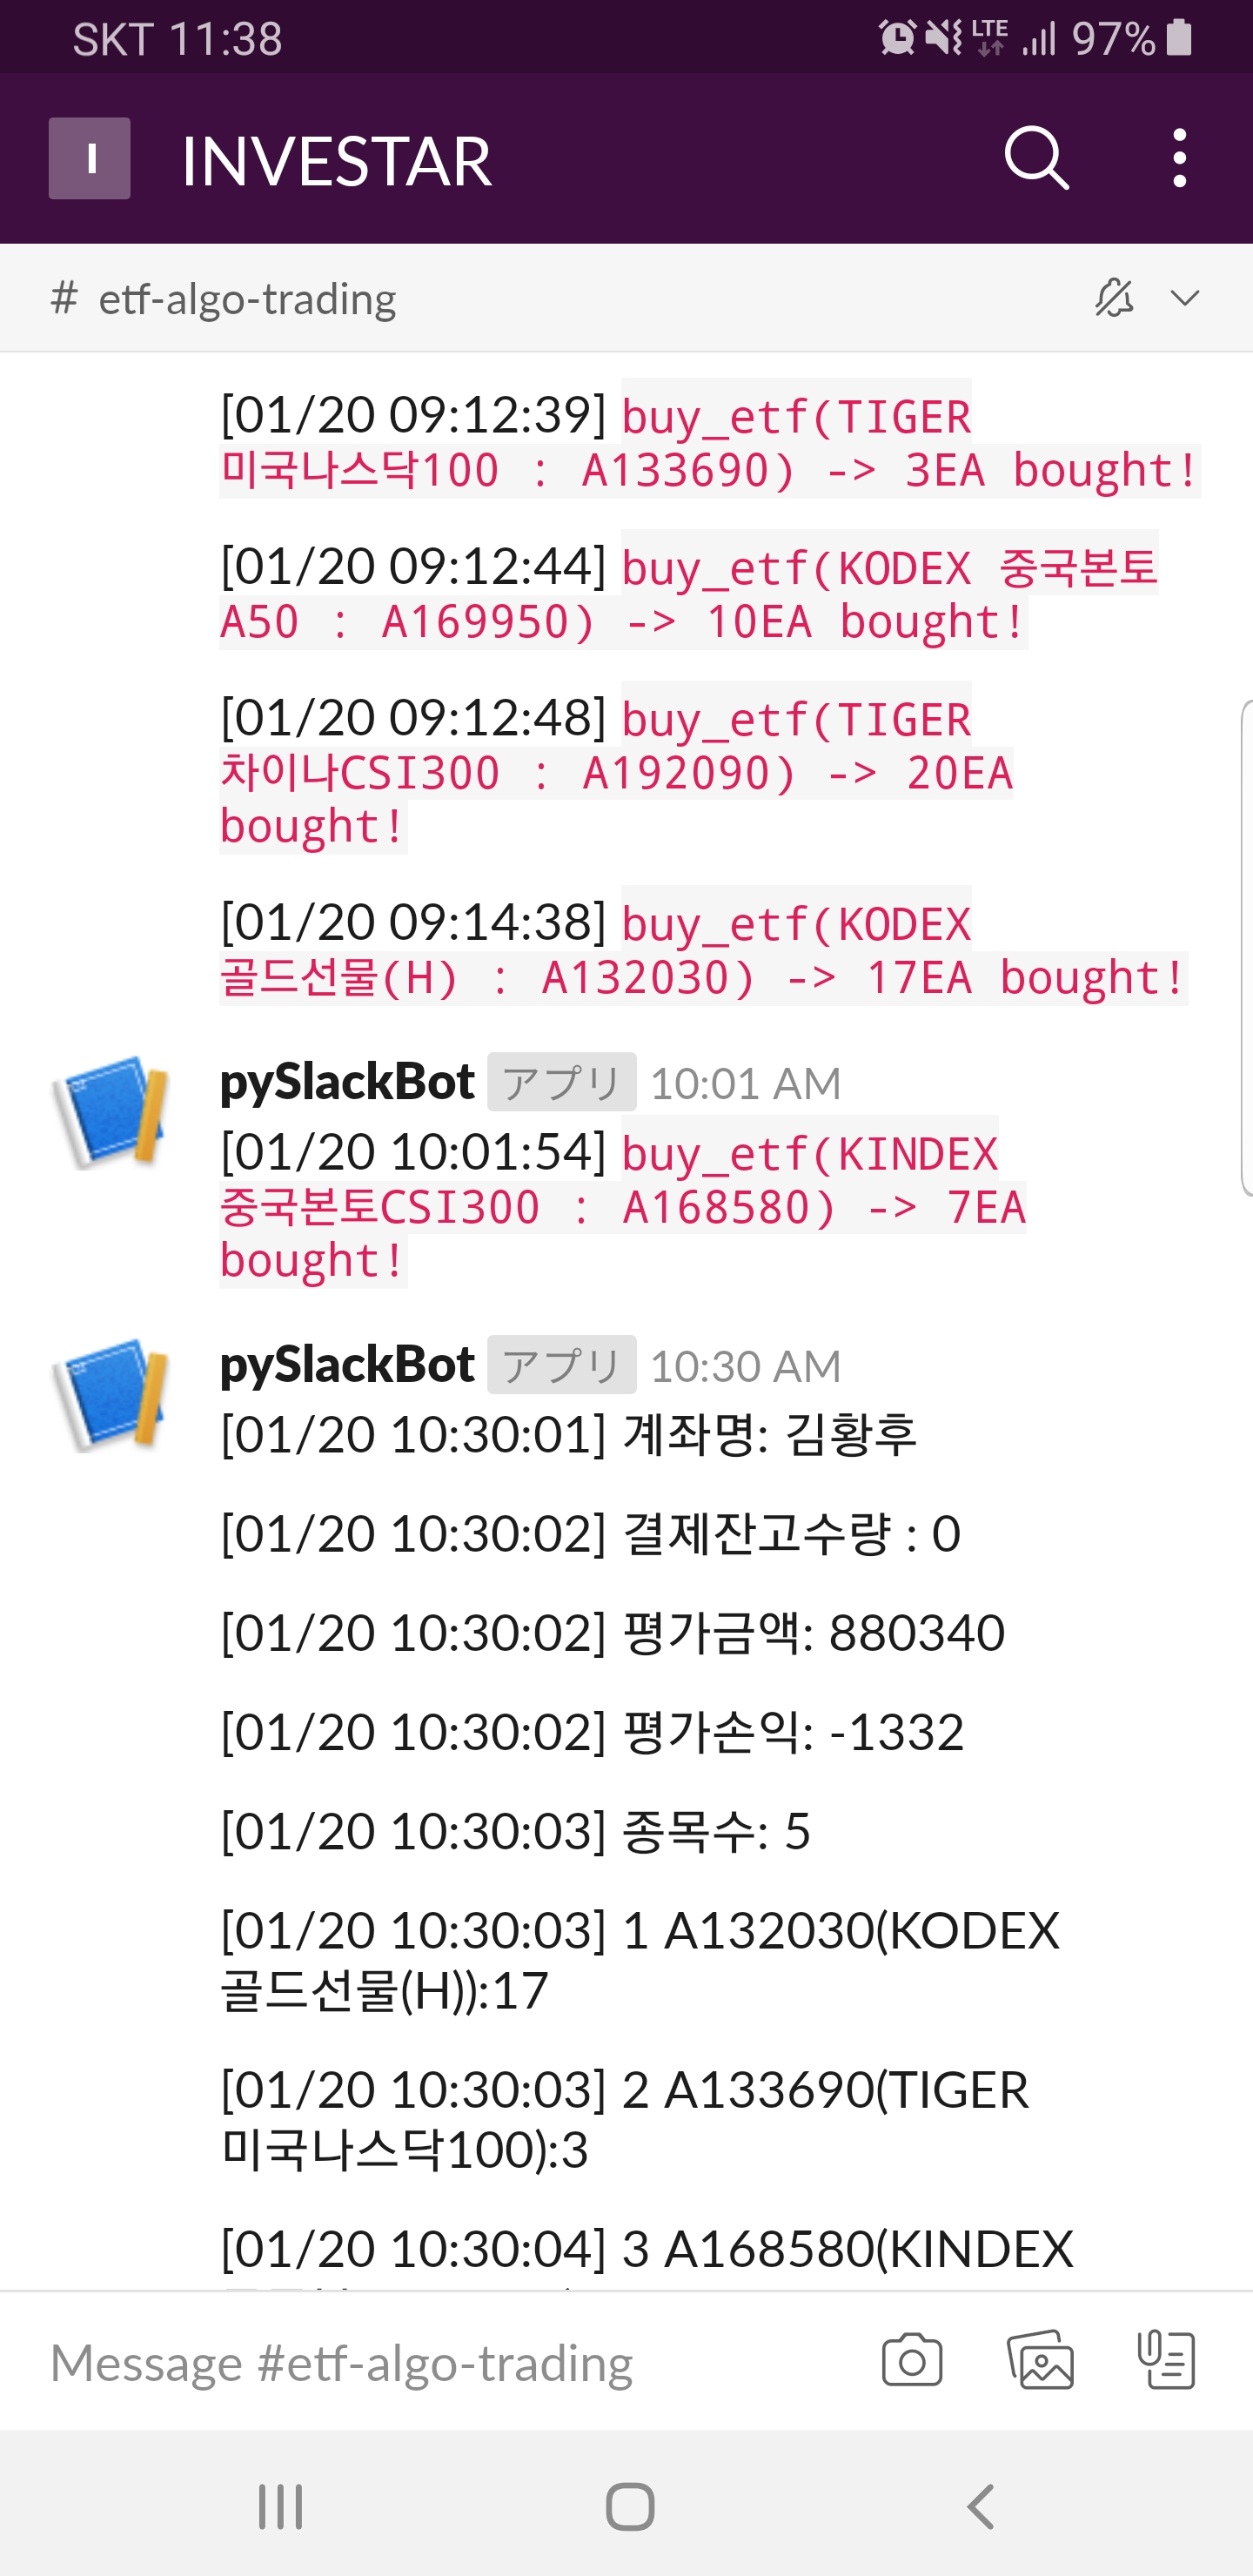 SKT 11:38 LTE 97%
I INVESTAR
# etf-algo-trading
[01/20 09:12:39] buy_etf(TIGER
미국나스닥100 : A133690) -> 3EA bought!
[01/20 09:12:44] buy_etf(KODEX 중국본토
A50 : A169950) -> 10EA bought!
[01/20 09:12:48] buy_etf(TIGER
차이나CSI300 : A192090) -> 20EA
bought!
[01/20 09:14:38] buy_etf(KODEX
골드선물(H) : A132030) -> 17EA bought!
pySlackBot アプリ 10:01 AM
[01/20 10:01:54] buy_etf(KINDEX
중국본토CSI300 : A168580) -> 7EA
bought!
pySlackBot アプリ 10:30 AM
[01/20 10:30:01] 계좌명: 김황후
[01/20 10:30:02] 결제잔고수량 : 0
[01/20 10:30:02] 평가금액: 880340
[01/20 10:30:02] 평가손익: -1332
[01/20 10:30:03] 종목수: 5
[01/20 10:30:03] 1 A132030(KODEX
골드선물(H)):17
[01/20 10:30:03] 2 A133690(TIGER
미국나스닥100):3
[01/20 10:30:04] 3 A168580(KINDEX
Message #etf-algo-trading